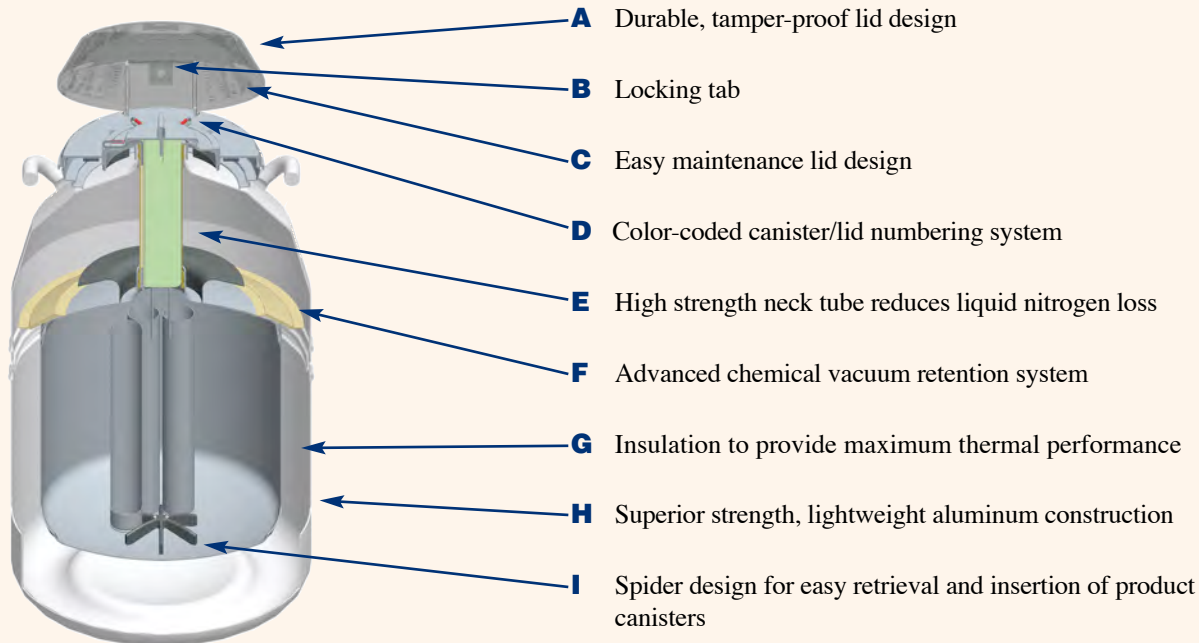 A Durable, tamper-proof lid design
B Locking tab
C Easy maintenance lid design
D Color-coded canister/lid numbering system
E High strength neck tube reduces liquid nitrogen loss
F Advanced chemical vacuum retention system
G Insulation to provide maximum thermal performance
H Superior strength, lightweight aluminum construction
I Spider design for easy retrieval and insertion of product
canisters